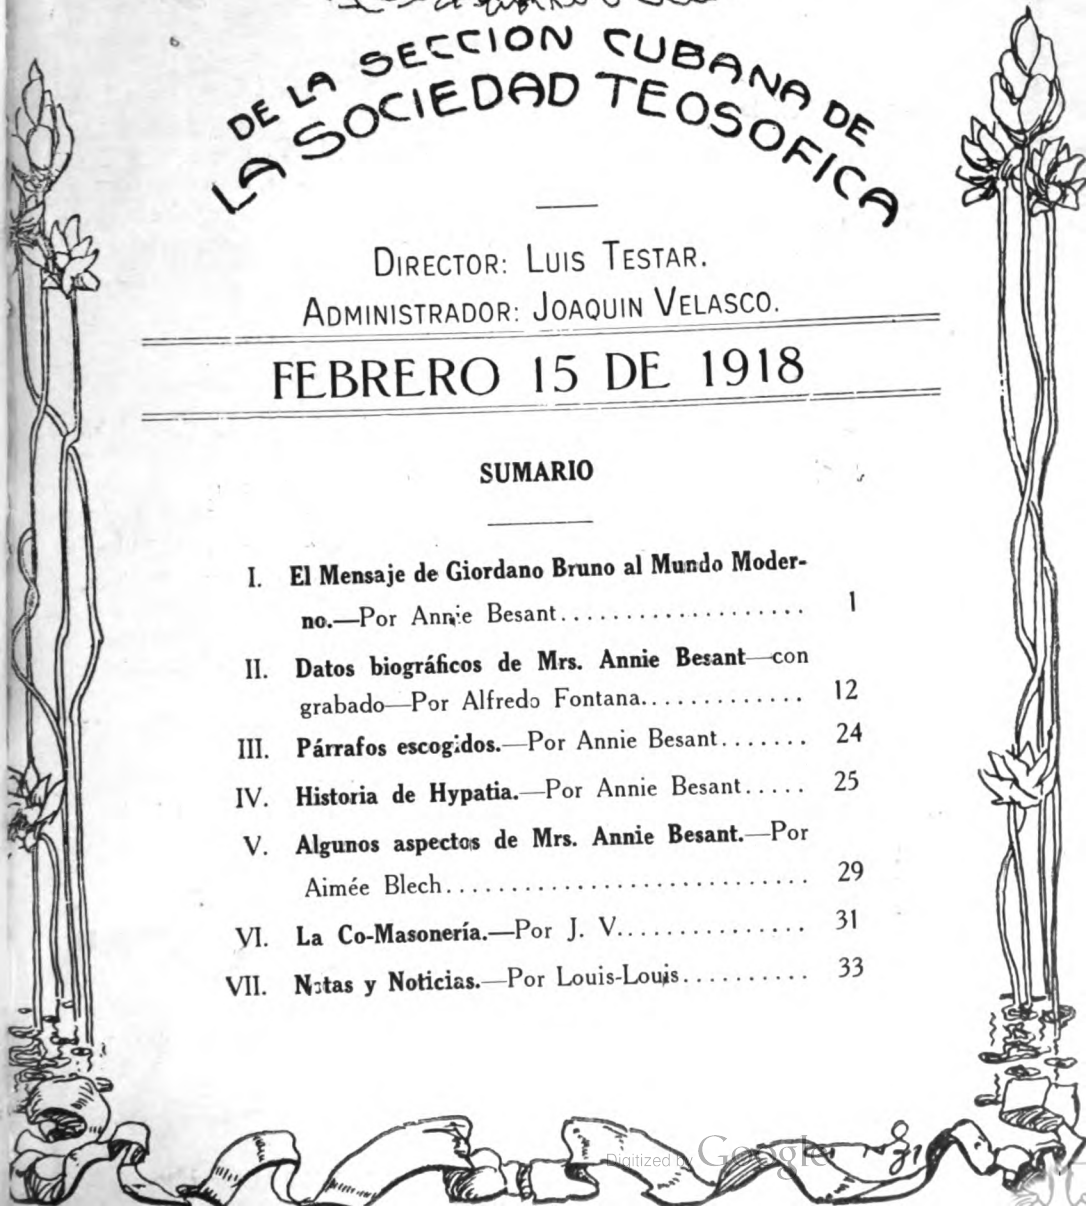 DE LA SECCION CUBANA DE
LA SOCIEDAD TEOSOFICA
DIRECTOR: LUIS TESTAR.
ADMINISTRADOR: JOAQUIN VELASCO.
FEBRERO 15 DE 1918
SUMARIO
I. El Mensaje de Giordano Bruno al Mundo Moder-
no.—Por Annie Besant................... 1
II. Datos biográficos de Mrs. Annie Besant—con
grabado—Por Alfredo Fontana............. 12
III. Párrafos escogidos.—Por Annie Besant....... 24
IV. Historia de Hypatia.—Por Annie Besant..... 25
V. Algunos aspectos de Mrs. Annie Besant.—Por
Aimée Blech............................ 29
VI. La Co-Masonería.—Por J. V............... 31
VII. Notas y Noticias.—Por Louis-Louis.......... 33
Digitized by Google